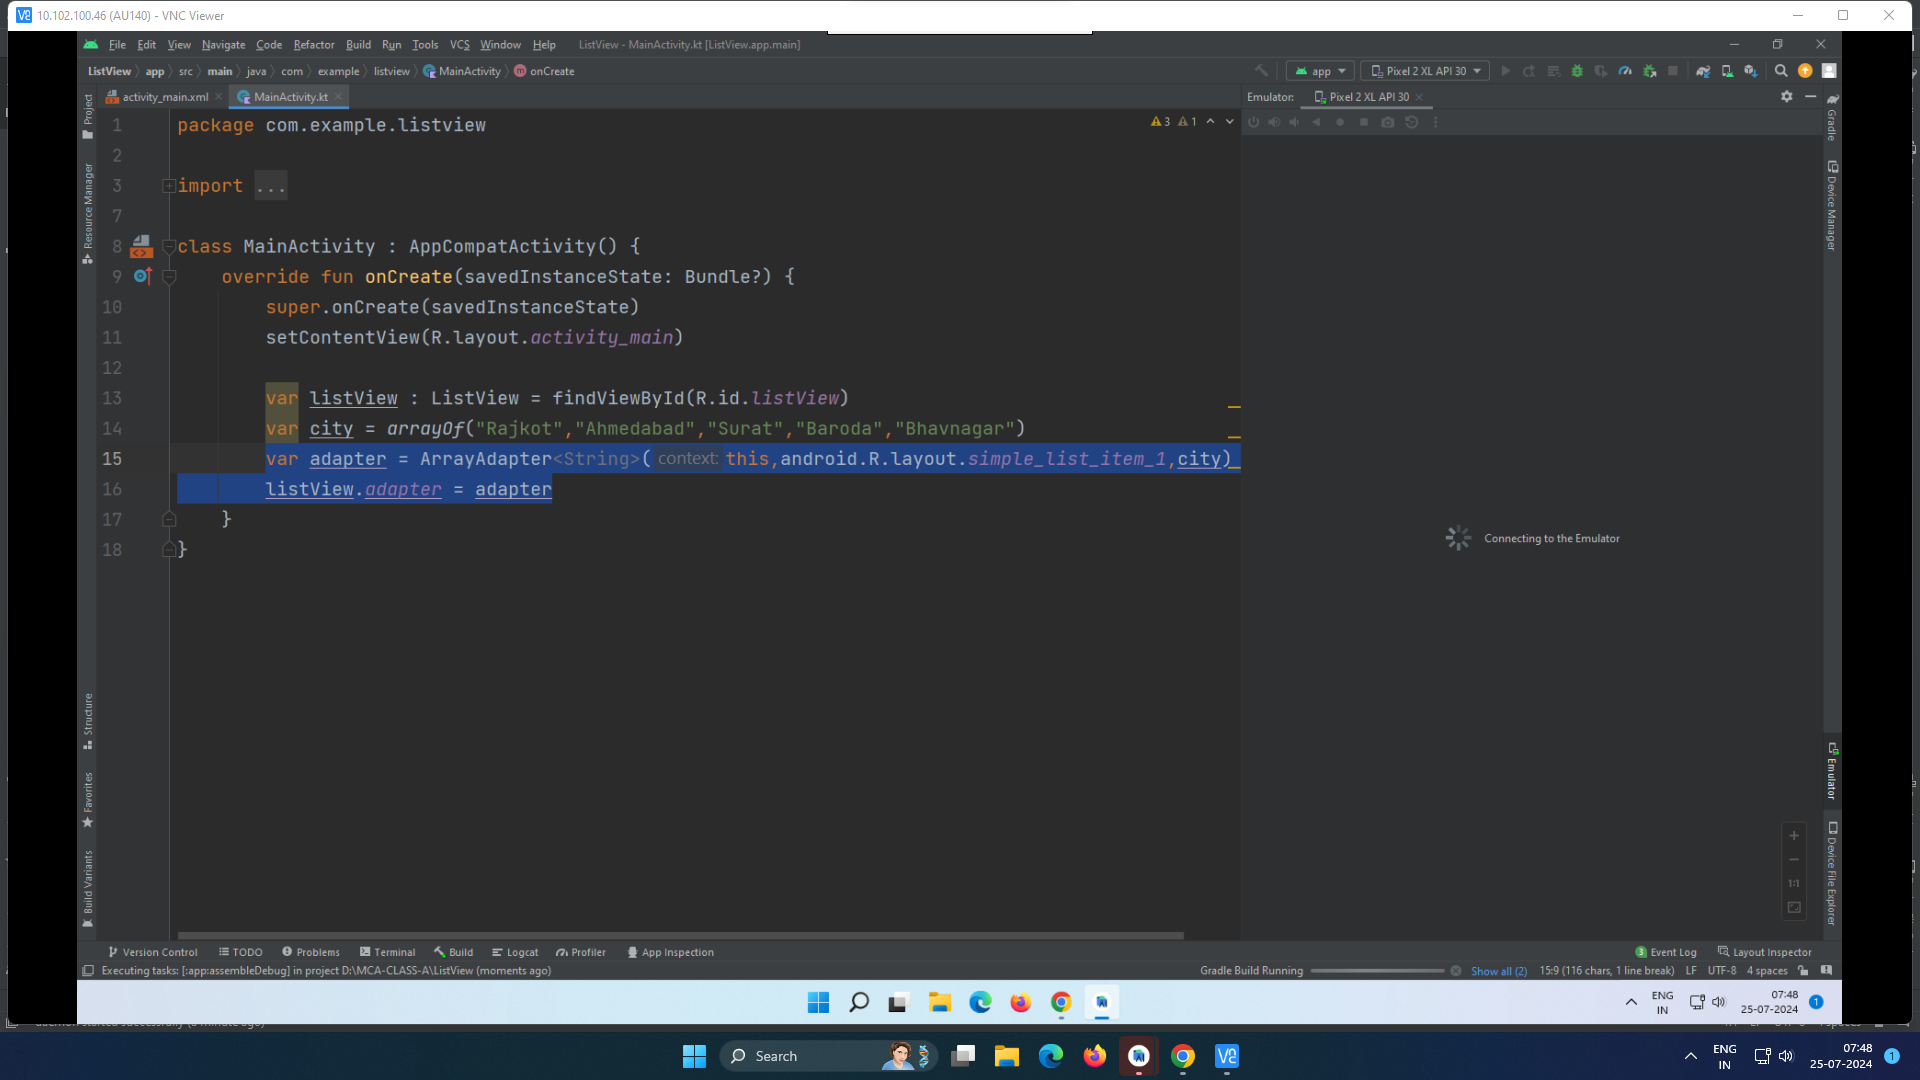 10.102.100.46 (AU140) - VNC Viewer
File Edit View Navigate Code Refactor Build Run Tools VCS Window Help ListView - MainActivity.kt [ListView.app.main]
ListView app src main java com example listview MainActivity onCreate app Pixel 2 XL API 30
activity_main.xml MainActivity.kt Emulator: Pixel 2 XL API 30
1 package com.example.listview 3 1
2
3 import ...
7
8 class MainActivity : AppCompatActivity() {
9 override fun onCreate(savedInstanceState: Bundle?) {
10 super.onCreate(savedInstanceState)
11 setContentView(R.layout.activity_main)
12
13 var listView : ListView = findViewById(R.id.listView)
14 var city = arrayOf("Rajkot","Ahmedabad","Surat","Baroda","Bhavnagar")
15 var adapter = ArrayAdapter<String>( context: this,android.R.layout.simple_list_item_1,city)
16 listView.adapter = adapter
17 }
18 }
Connecting to the Emulator
Project
Resource Manager
Structure
Favorites
Build Variants
Gradle
Device Manager
Emulator
Device File Explorer
1:1
Version Control TODO Problems Terminal Build Logcat Profiler App Inspection 3 Event Log Layout Inspector
Executing tasks: [:app:assembleDebug] in project D:\MCA-CLASS-A\ListView (moments ago) Gradle Build Running Show all (2) 15:9 (116 chars, 1 line break) LF UTF-8 4 spaces
ENG IN 07:48 25-07-2024 1
Search ENG IN 07:48 25-07-2024 1